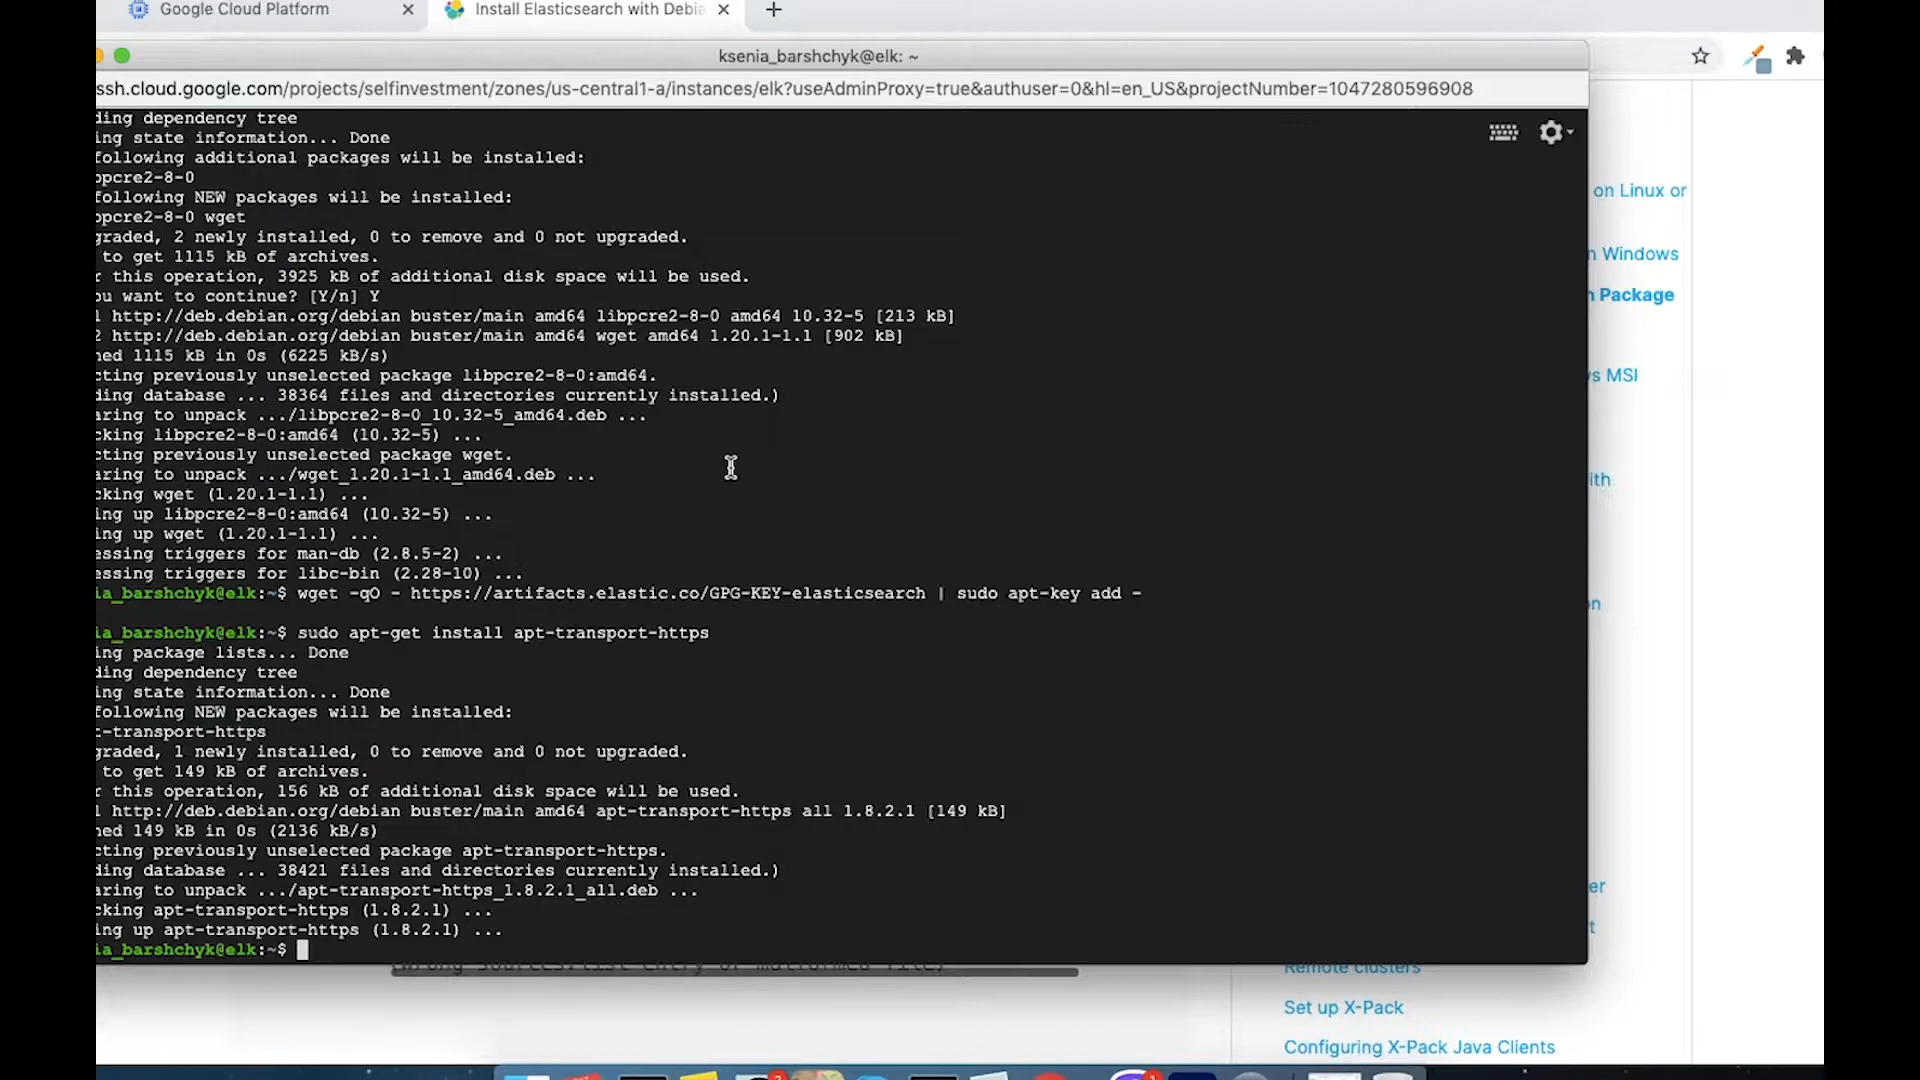 Google Cloud Platform
Install Elasticsearch with Debia
ksenia_barshchyk@elk: ~
ssh.cloud.google.com/projects/selfinvestment/zones/us-central1-a/instances/elk?useAdminProxy=true&authuser=0&hl=en_US&projectNumber=1047280596908
ding dependency tree
ing state information... Done
following additional packages will be installed:
bpcre2-8-0
following NEW packages will be installed:
bpcre2-8-0 wget
graded, 2 newly installed, 0 to remove and 0 not upgraded.
to get 1115 kB of archives.
r this operation, 3925 kB of additional disk space will be used.
ou want to continue? [Y/n] Y
1 http://deb.debian.org/debian buster/main amd64 libpcre2-8-0 amd64 10.32-5 [213 kB]
2 http://deb.debian.org/debian buster/main amd64 wget amd64 1.20.1-1.1 [902 kB]
hed 1115 kB in 0s (6225 kB/s)
cting previously unselected package libpcre2-8-0:amd64.
ding database ... 38364 files and directories currently installed.)
aring to unpack .../libpcre2-8-0_10.32-5_amd64.deb ...
cking libpcre2-8-0:amd64 (10.32-5) ...
cting previously unselected package wget.
aring to unpack .../wget_1.20.1-1.1_amd64.deb ...
cking wget (1.20.1-1.1) ...
ing up libpcre2-8-0:amd64 (10.32-5) ...
ing up wget (1.20.1-1.1) ...
essing triggers for man-db (2.8.5-2) ...
essing triggers for libc-bin (2.28-10) ...
ia_barshchyk@elk:~$ wget -qO - https://artifacts.elastic.co/GPG-KEY-elasticsearch | sudo apt-key add -
ia_barshchyk@elk:~$ sudo apt-get install apt-transport-https
ing package lists... Done
ding dependency tree
ing state information... Done
following NEW packages will be installed:
t-transport-https
graded, 1 newly installed, 0 to remove and 0 not upgraded.
to get 149 kB of archives.
r this operation, 156 kB of additional disk space will be used.
1 http://deb.debian.org/debian buster/main amd64 apt-transport-https all 1.8.2.1 [149 kB]
hed 149 kB in 0s (2136 kB/s)
cting previously unselected package apt-transport-https.
ding database ... 38421 files and directories currently installed.)
aring to unpack .../apt-transport-https_1.8.2.1_all.deb ...
cking apt-transport-https (1.8.2.1) ...
ing up apt-transport-https (1.8.2.1) ...
ia_barshchyk@elk:~$
on Linux or
n Windows
n Package
vs MSI
ith
on
er
t
Remote clusters
Set up X-Pack
Configuring X-Pack Java Clients